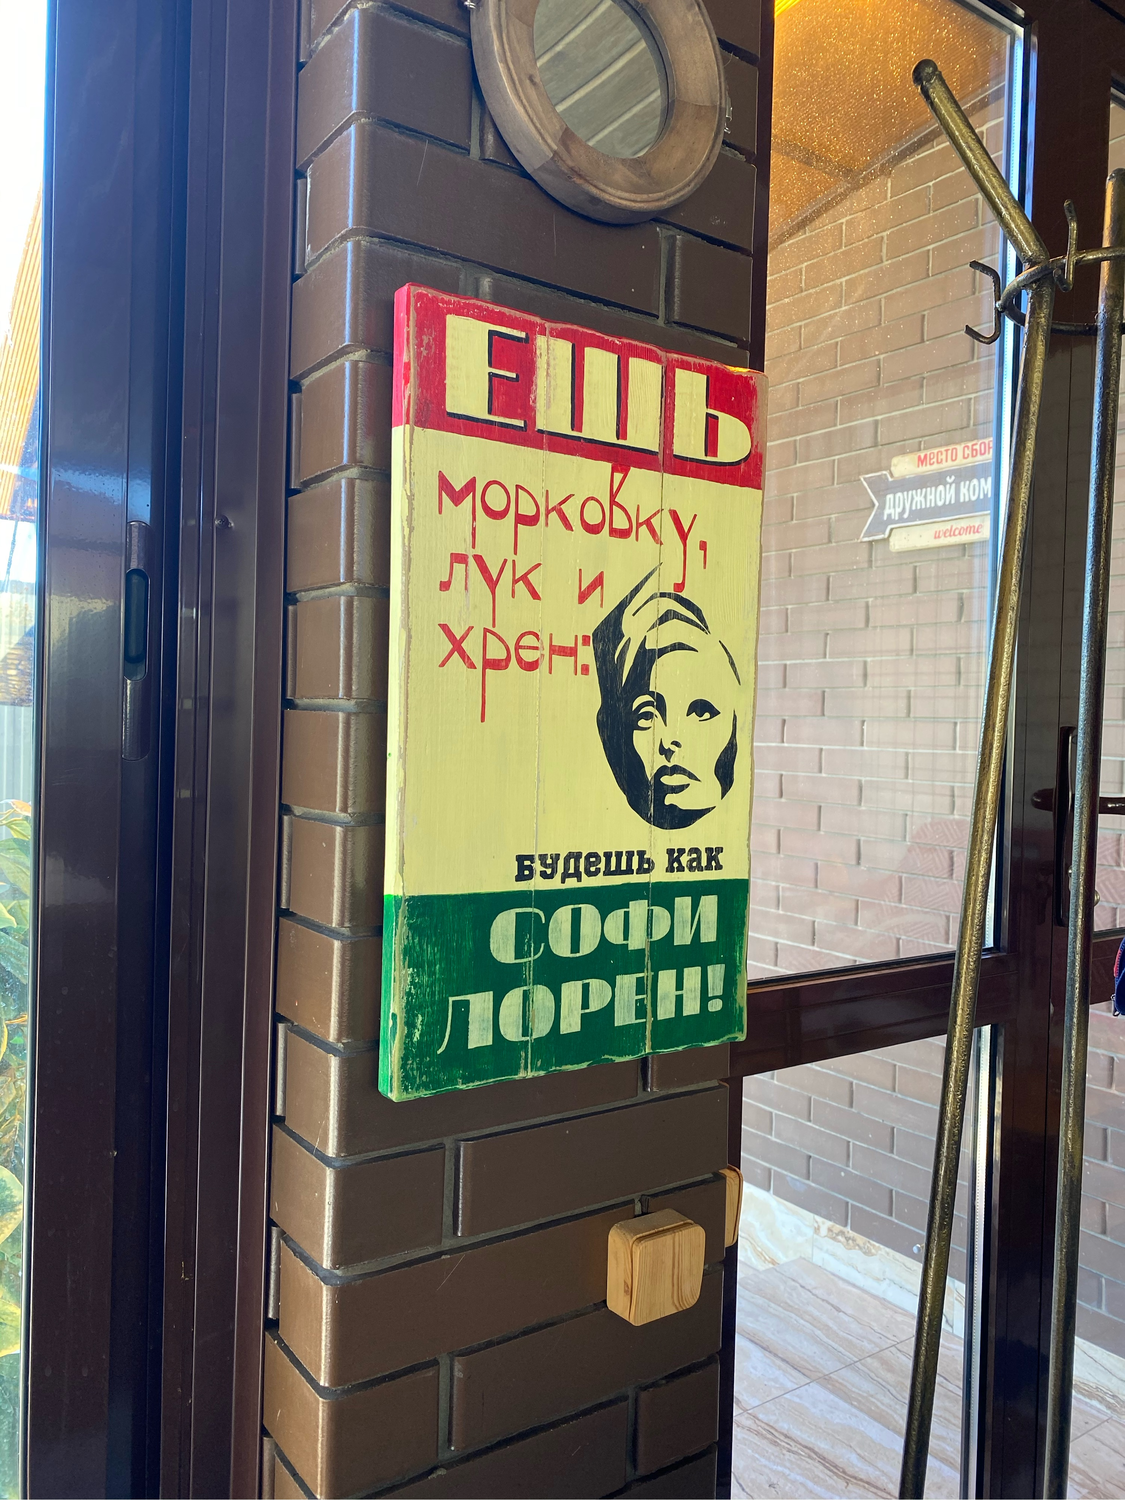 ЕШЬ
морковку,
лук и
хрен:
будешь как
СОФИ
ЛОРЕН!
МЕСТО СБОР
ДРУЖНОЙ КОМ
welcome